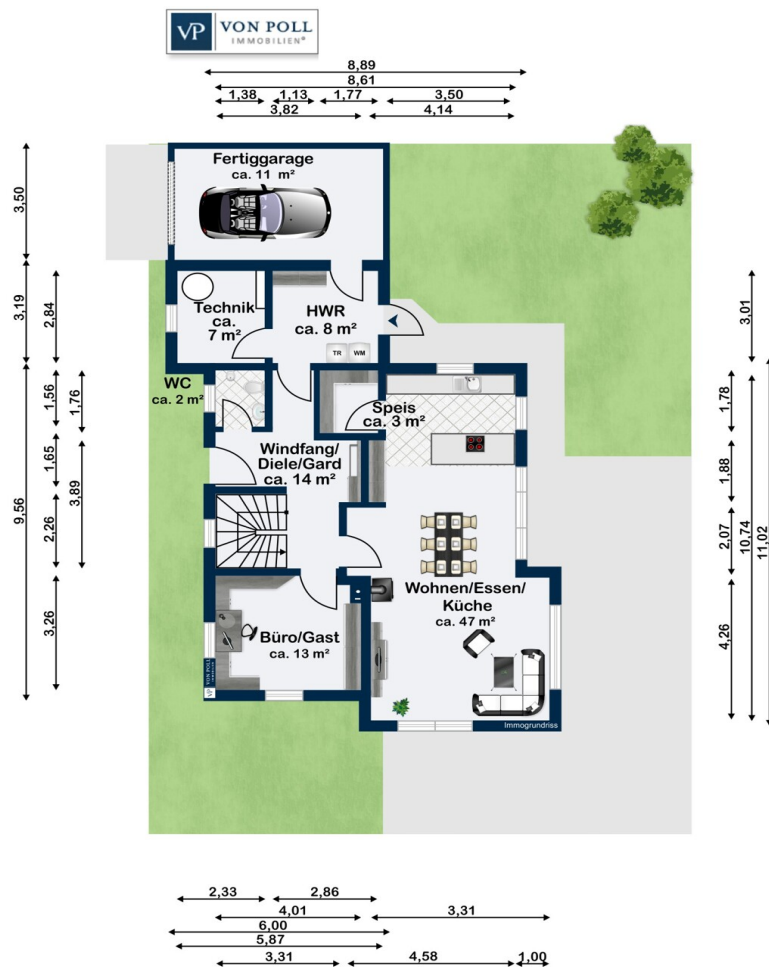 VP VON POLL
IMMOBILIEN®
8,89
8,61
1,38 1,13 1,77 3,50
3,82 4,14
Fertiggarage
ca. 11 m²
3,50
3,19
2,84
3,01
Technik
ca.
7 m²
HWR
ca. 8 m²
TR WM
WC
ca. 2 m²
Speis
ca. 3 m²
1,56
1,76
1,78
Windfang/
Diele/Gard
ca. 14 m²
1,65
3,89
1,88
9,56
2,26
2,07
10,74
11,02
Wohnen/Essen/
Küche
ca. 47 m²
3,26
4,26
Büro/Gast
ca. 13 m²
VP VON POLL
IMMOBILIEN
Immogrundriss
2,33 2,86
4,01 3,31
6,00
5,87
3,31 4,58 1,00